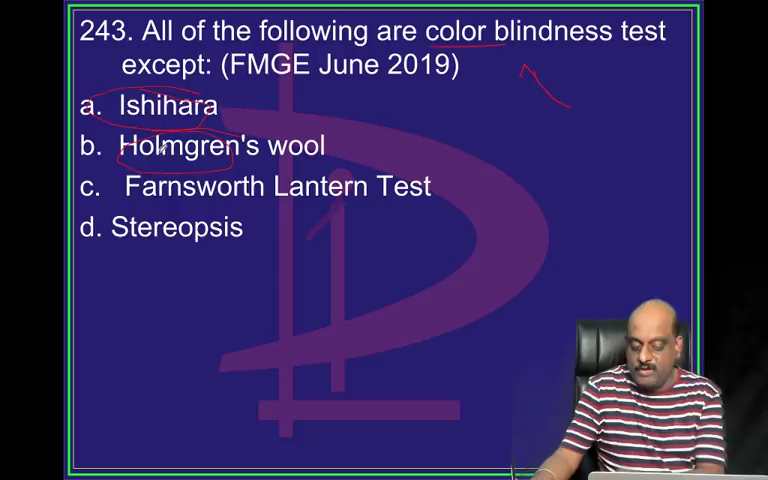 243. All of the following are color blindness test
except: (FMGE June 2019)
a. Ishihara
b. Holmgren's wool
c. Farnsworth Lantern Test
d. Stereopsis